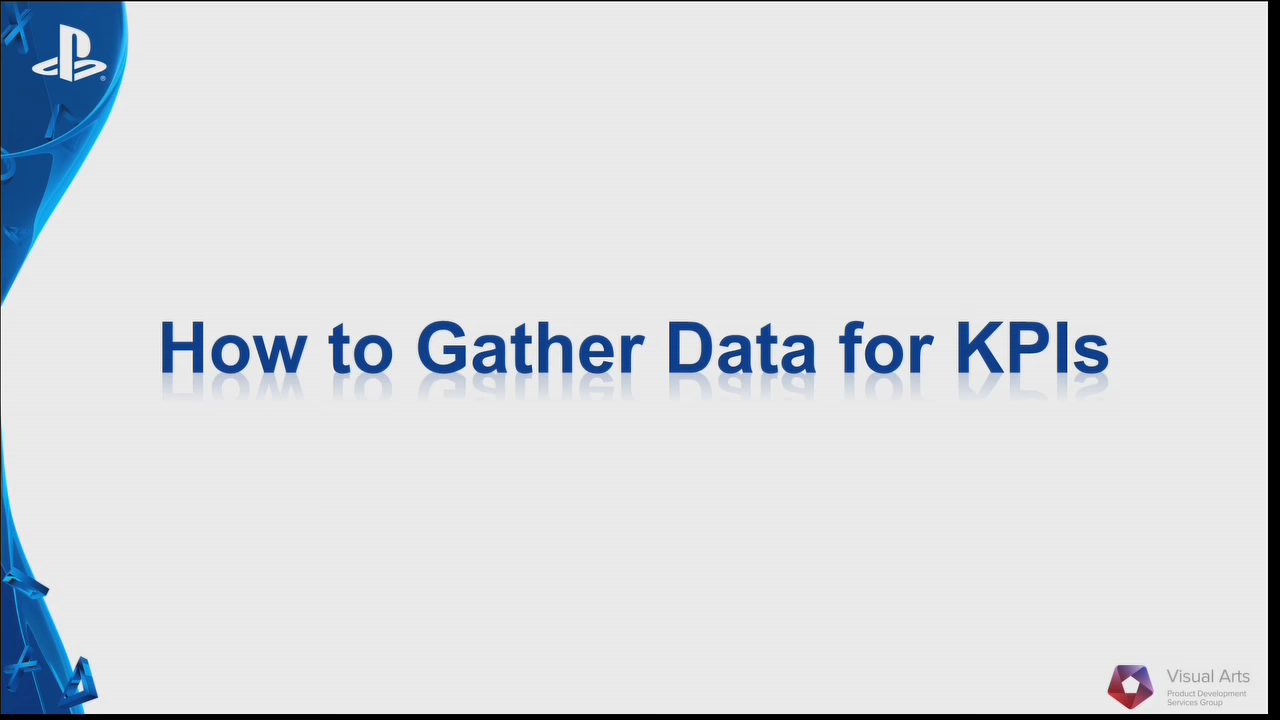 How to Gather Data for KPIs
Visual Arts
Product Development
Services Group